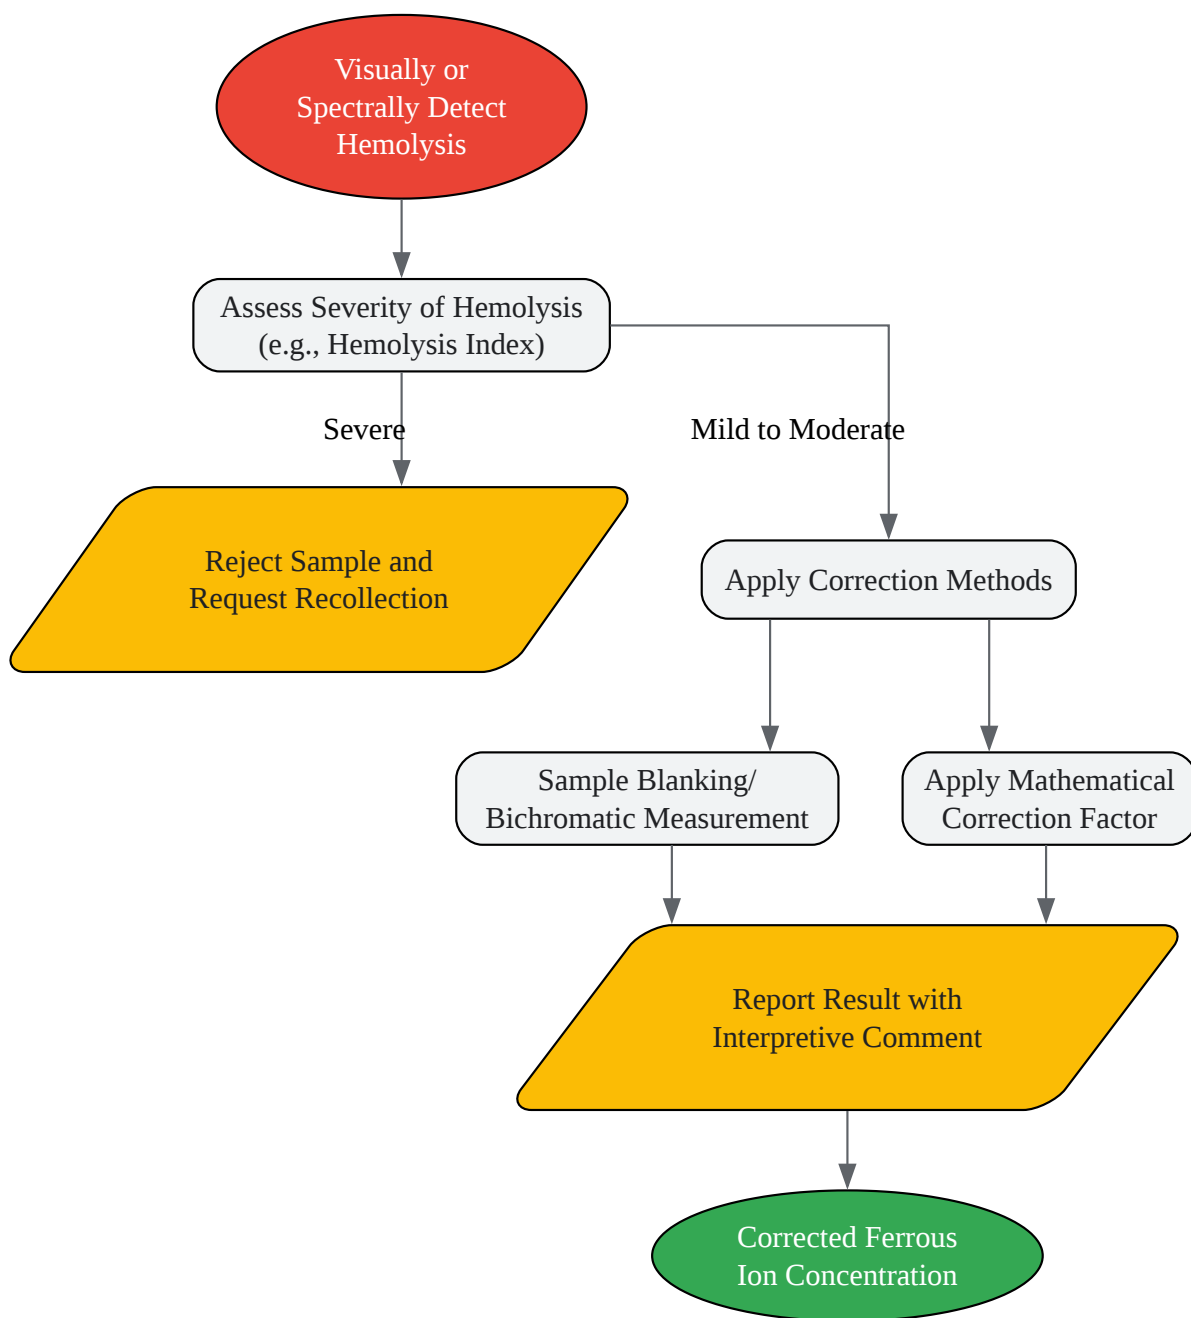 Visually or
Spectrally Detect
Hemolysis
Assess Severity of Hemolysis
(e.g., Hemolysis Index)
Severe
Mild to Moderate
Reject Sample and
Request Recollection
Apply Correction Methods
Sample Blanking/
Bichromatic Measurement
Apply Mathematical
Correction Factor
Report Result with
Interpretive Comment
Corrected Ferrous
Ion Concentration